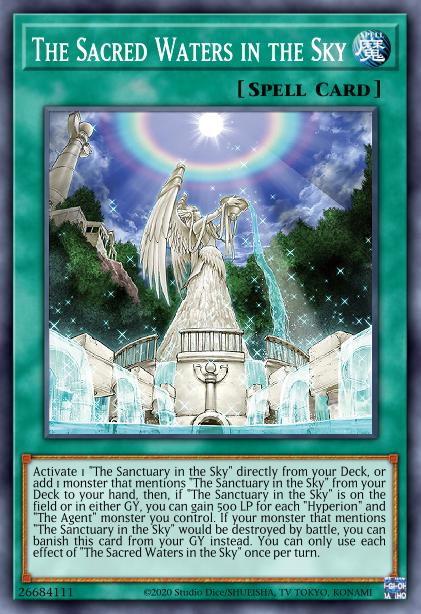 THE SACRED WATERS IN THE SKY
SPELL
魔
[SPELL CARD]
Activate 1 "The Sanctuary in the Sky" directly from your Deck, or
add 1 monster that mentions "The Sanctuary in the Sky" from your
Deck to your hand, then, if "The Sanctuary in the Sky" is on the
field or in either GY, you can gain 500 LP for each "Hyperion" and
"The Agent" monster you control. If your monster that mentions
"The Sanctuary in the Sky" would be destroyed by battle, you can
banish this card from your GY instead. You can only use each
effect of "The Sacred Waters in the Sky" once per turn.
26684111 ©2020 Studio Dice/SHUEISHA, TV TOKYO, KONAMI